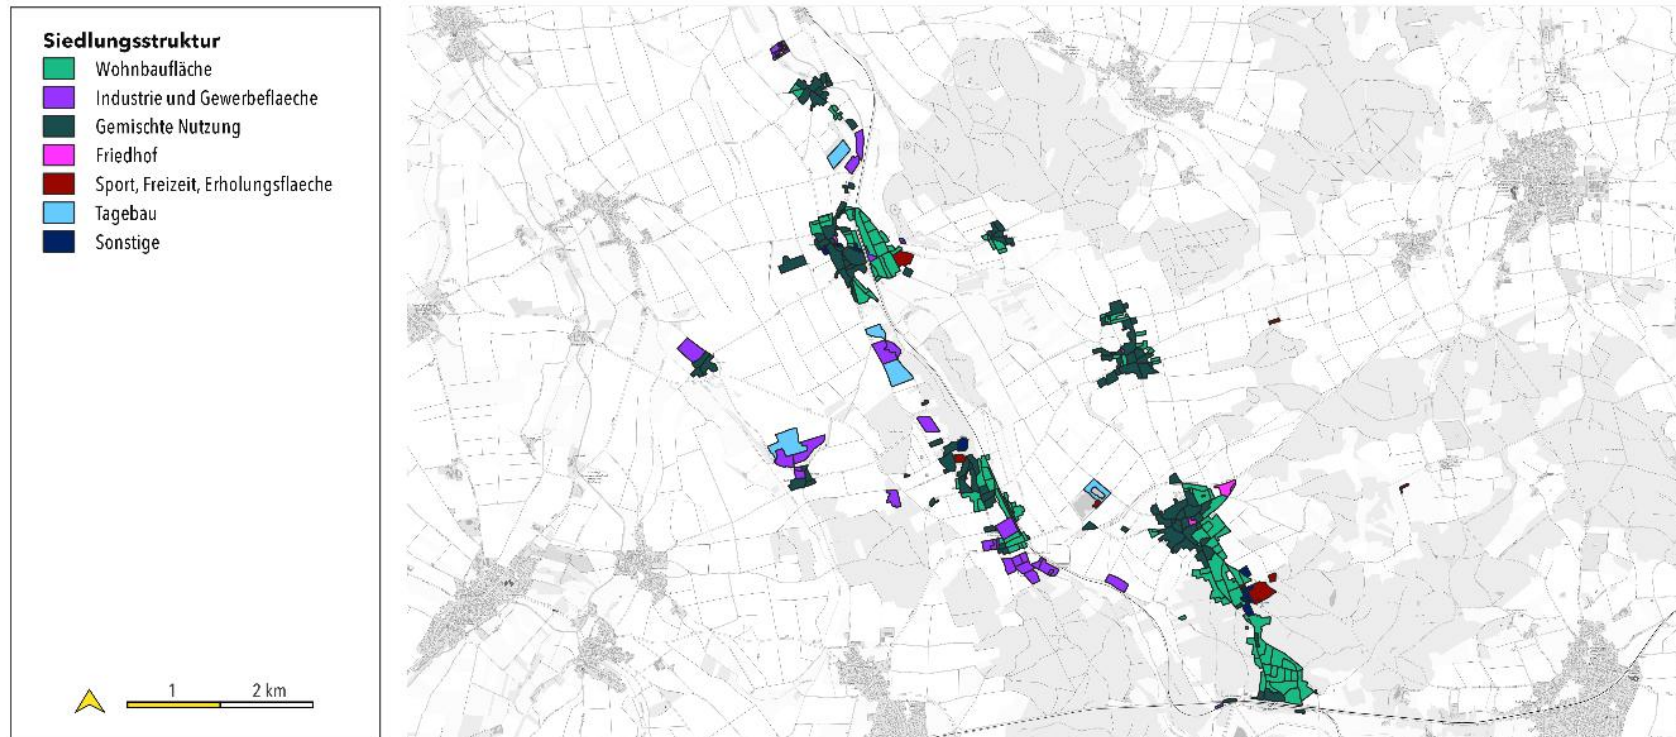 Siedlungsstruktur
Wohnbaufläche
Industrie und Gewerbeflaeche
Gemischte Nutzung
Friedhof
Sport, Freizeit, Erholungsflaeche
Tagebau
Sonstige
1 2 km